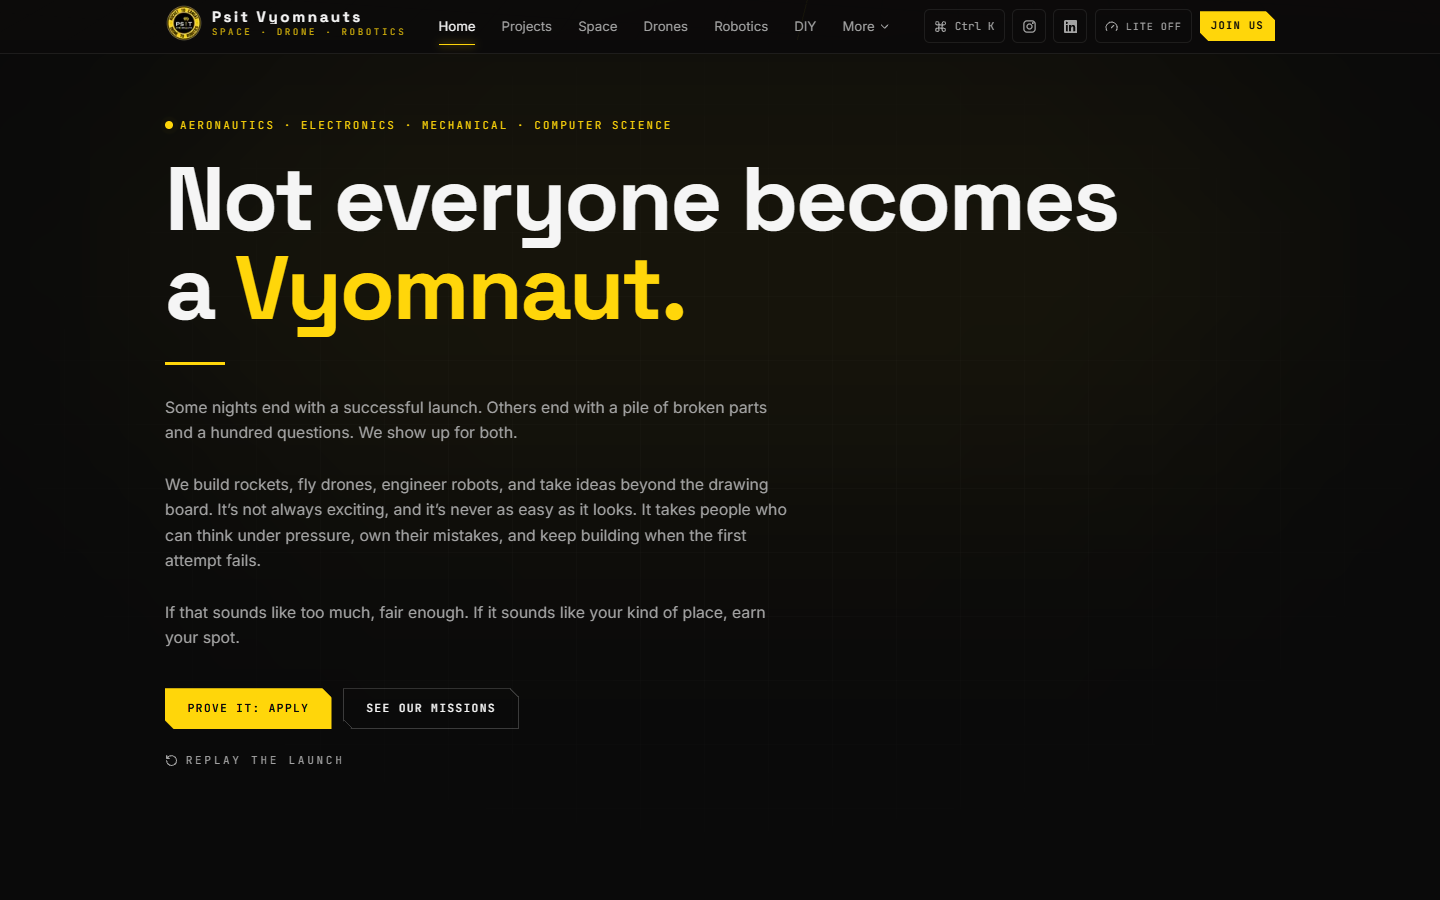 Psit Vyomnauts
SPACE · DRONE · ROBOTICS
Home
Projects
Space
Drones
Robotics
DIY
More
⌘ Ctrl K
LITE OFF
JOIN US
AERONAUTICS · ELECTRONICS · MECHANICAL · COMPUTER SCIENCE
Not everyone becomes
a Vyomnaut.
Some nights end with a successful launch. Others end with a pile of broken parts
and a hundred questions. We show up for both.
We build rockets, fly drones, engineer robots, and take ideas beyond the drawing
board. It’s not always exciting, and it’s never as easy as it looks. It takes people who
can think under pressure, own their mistakes, and keep building when the first
attempt fails.
If that sounds like too much, fair enough. If it sounds like your kind of place, earn
your spot.
PROVE IT: APPLY
SEE OUR MISSIONS
REPLAY THE LAUNCH